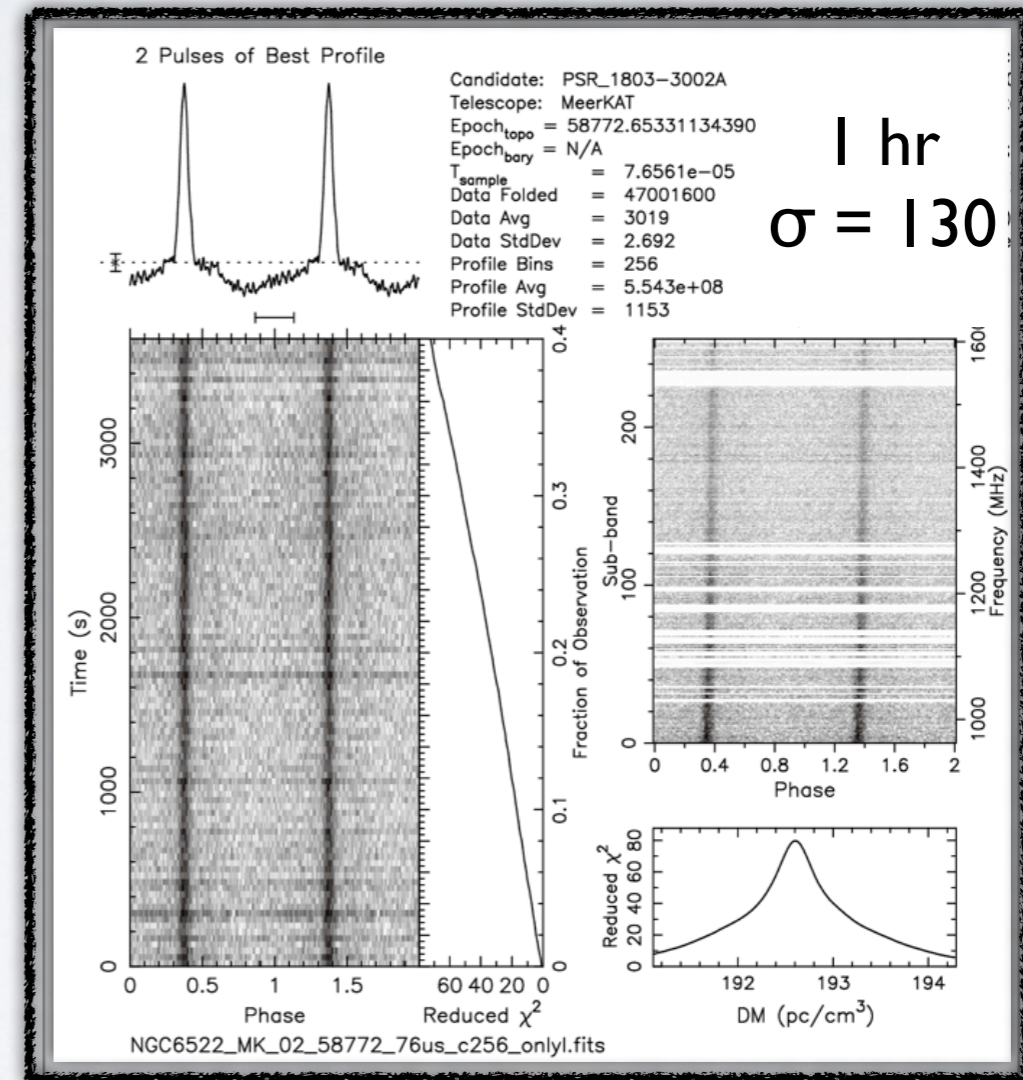 2 Pulses of Best Profile
Candidate: PSR_1803-3002A
Telescope: MeerKAT
Epoch_topo = 58772.65331134390
Epoch_bary = N/A
T_sample = 7.6561e-05
Data Folded = 47001600
Data Avg = 3019
Data StdDev = 2.692
Profile Bins = 256
Profile Avg = 5.543e+08
Profile StdDev = 1153
1 hr
σ = 130
Time (s)
0 1000 2000 3000
0 0.5 1 1.5
Phase
60 40 20 0
Reduced χ²
0 0.1 0.2 0.3 0.4
Fraction of Observation
Sub-band
0 100 200
0 0.4 0.8 1.2 1.6 2
Phase
1000 1200 1400
Frequency (MHz)
Reduced χ²
0 20 40 60 80
192 193 194
DM (pc/cm³)
NGC6522_MK_02_58772_76us_c256_onlyI.fits